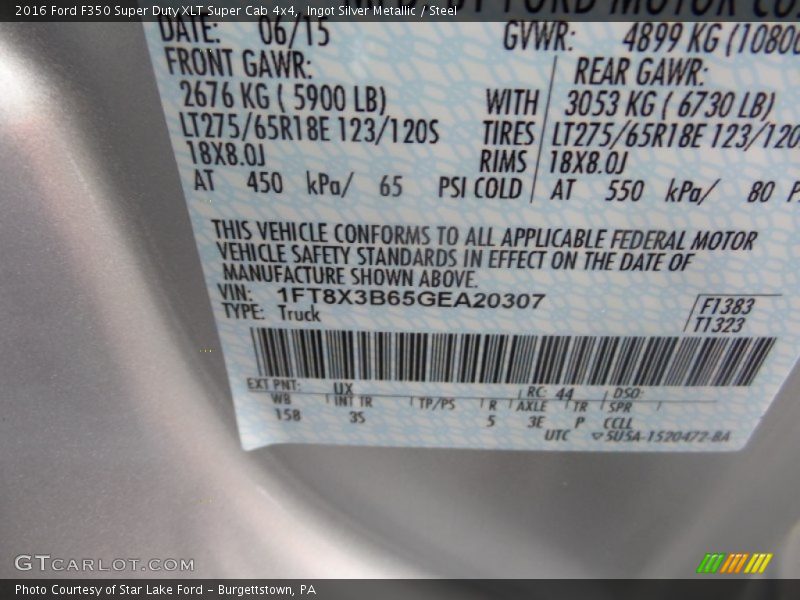 2016 Ford F350 Super Duty XLT Super Cab 4x4, Ingot Silver Metallic / Steel
FORD MOTOR CO
DATE: 06/15 GVWR: 4899 KG (10800
FRONT GAWR: REAR GAWR:
2676 KG ( 5900 LB) WITH 3053 KG ( 6730 LB)
LT275/65R18E 123/120S TIRES LT275/65R18E 123/120
18X8.0J RIMS 18X8.0J
AT 450 kPa/ 65 PSI COLD AT 550 kPa/ 80 P
THIS VEHICLE CONFORMS TO ALL APPLICABLE FEDERAL MOTOR
VEHICLE SAFETY STANDARDS IN EFFECT ON THE DATE OF
MANUFACTURE SHOWN ABOVE.
VIN: 1FT8X3B65GEA20307
TYPE: Truck
F1383
T1323
EXT PNT: UX RC: 44 DSO:
WB INT TR TP/PS R AXLE TR SPR
158 3S 5 3E P CCLL
UTC ▽5U5A-1520472-BA
GTCARLOT.COM
Photo Courtesy of Star Lake Ford - Burgettstown, PA